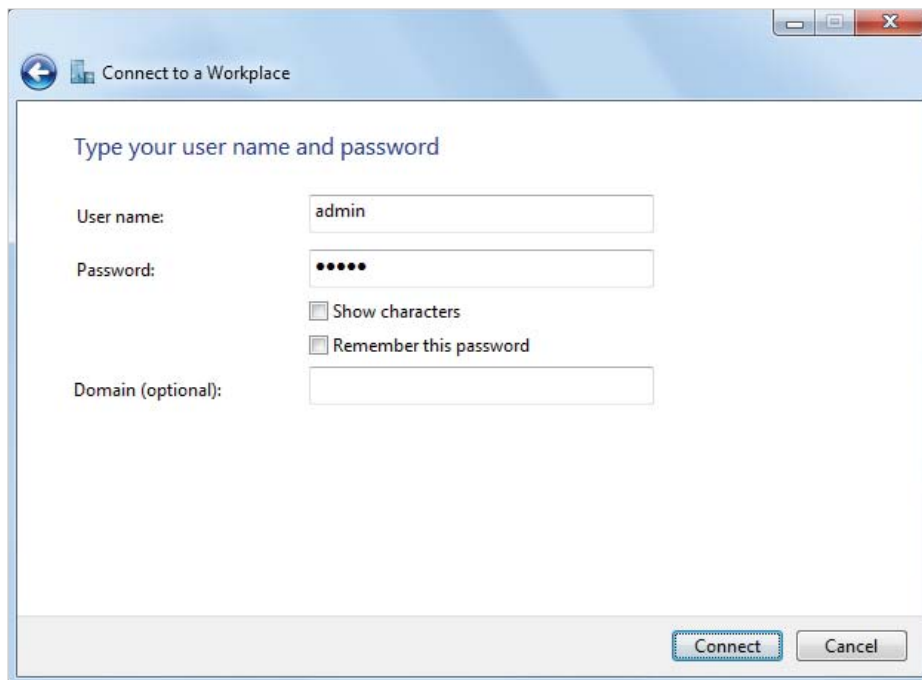 Connect to a Workplace
Type your user name and password
User name: admin
Password: •••••
Show characters
Remember this password
Domain (optional):
Connect Cancel